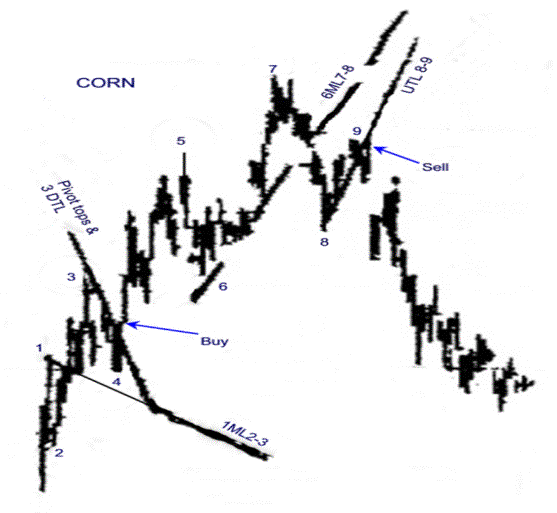 CORN
7
6ML7-8
UTL 8-9
5
9
Sell
Pivot tops &
3 DTL
3
8
6
Buy
1
4
2
1ML2-3